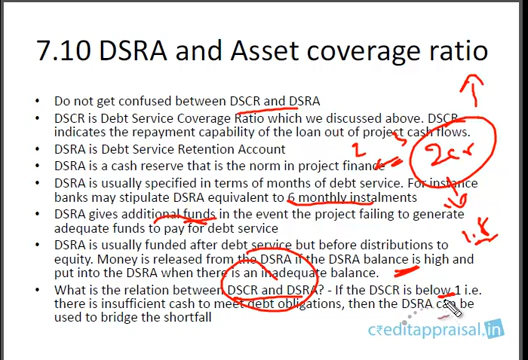 7.10 DSRA and Asset coverage ratio
• Do not get confused between DSCR and DSRA
• DSCR is Debt Service Coverage Ratio which we discussed above. DSCR
indicates the repayment capability of the loan out of project cash flows.
• DSRA is Debt Service Retention Account
2 3
2cr
• DSRA is a cash reserve that is the norm in project finance
• DSRA is usually specified in terms of months of debt service. For instance
banks may stipulate DSRA equivalent to 6 monthly instalments
• DSRA gives additional funds in the event the project failing to generate
adequate funds to pay for debt service
1.8
• DSRA is usually funded after debt service but before distributions to
equity. Money is released from the DSRA if the DSRA balance is high and
put into the DSRA when there is an inadequate balance.
• What is the relation between DSCR and DSRA? - If the DSCR is below 1 i.e.
there is insufficient cash to meet debt obligations, then the DSRA can be
used to bridge the shortfall
creditappraisal.in